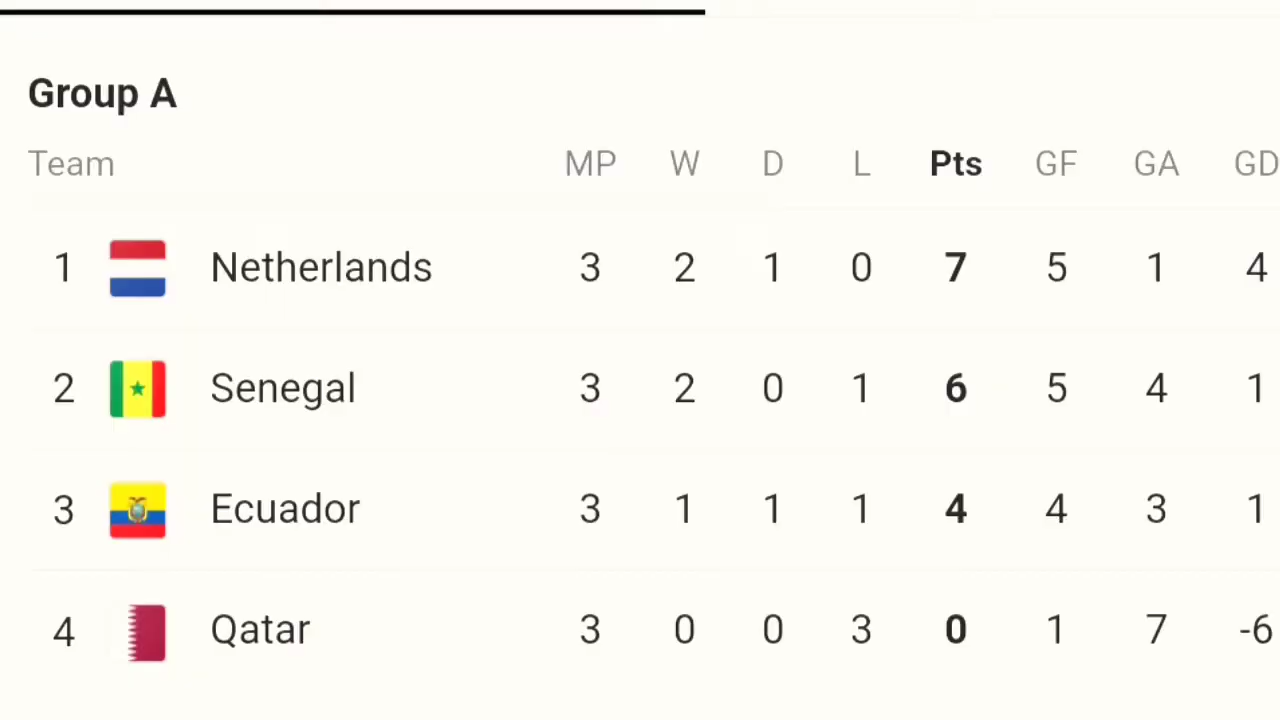 Group A
Team MP W D L Pts GF GA GD
1 Netherlands 3 2 1 0 7 5 1 4
2 Senegal 3 2 0 1 6 5 4 1
3 Ecuador 3 1 1 1 4 4 3 1
4 Qatar 3 0 0 3 0 1 7 -6